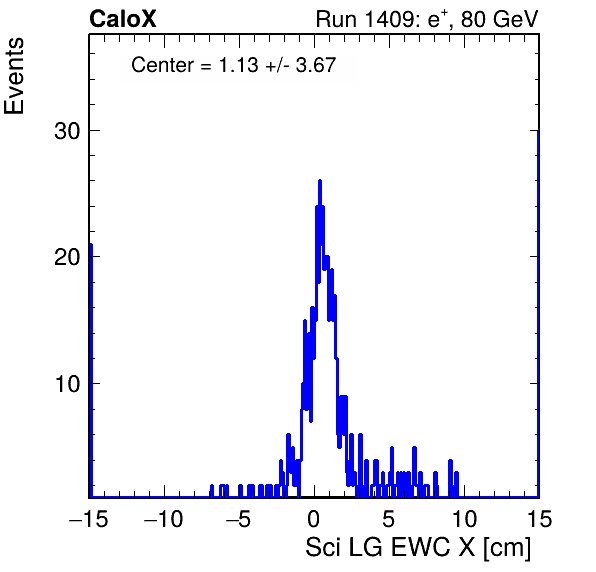 CaloX Run 1409: e⁺, 80 GeV
Center = 1.13 +/- 3.67
Events
30
20
10
−15 −10 −5 0 5 10 15
Sci LG EWC X [cm]